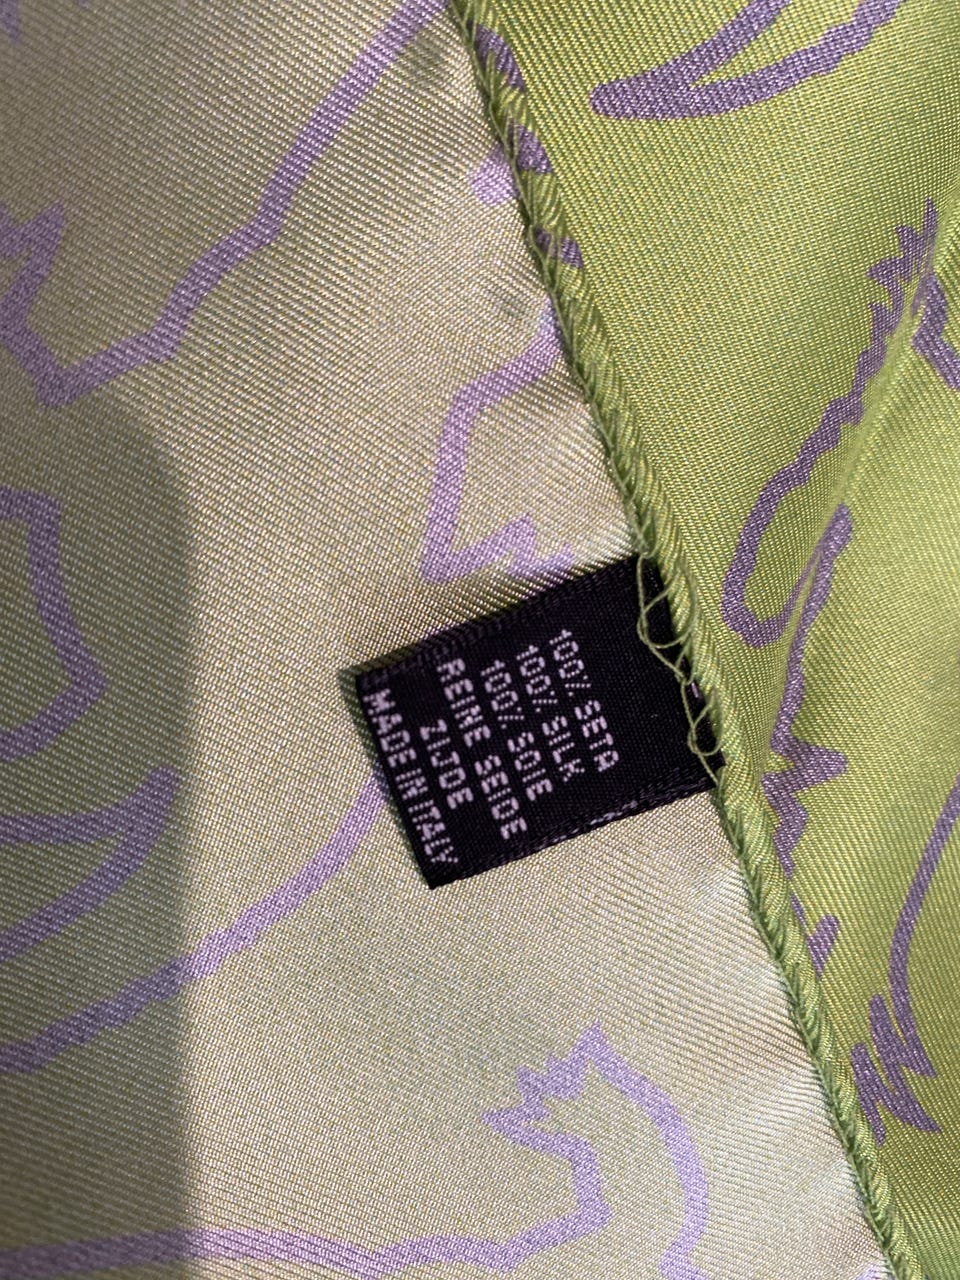 100% SETA
100% SILK
100% SOIE
REINE SEIDE
ZIJDE
MADE IN ITALY